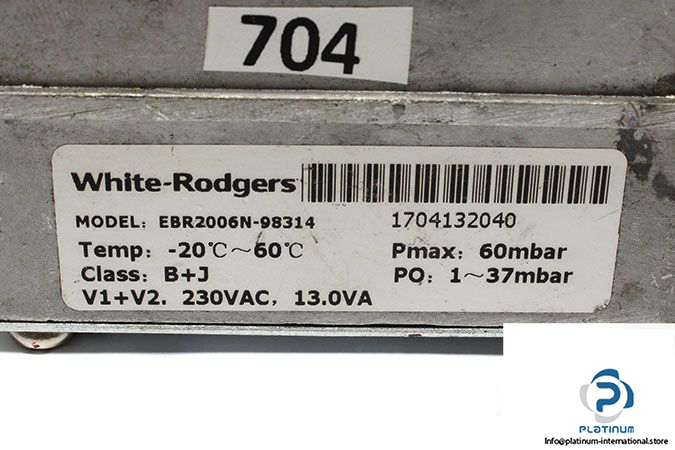 704
White-Rodgers
MODEL: EBR2006N-98314 1704132040
Temp: -20℃~60℃ Pmax: 60mbar
Class: B+J PO: 1~37mbar
V1+V2. 230VAC, 13.0VA
P
PLATINUM
Info@platinum-international.store